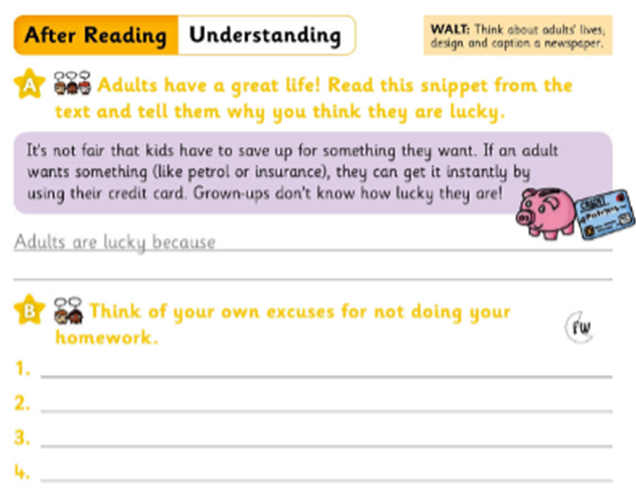 After Reading Understanding
WALT: Think about adults' lives;
design and caption a newspaper.
A Adults have a great life! Read this snippet from the
text and tell them why you think they are lucky.
It's not fair that kids have to save up for something they want. If an adult
wants something (like petrol or insurance), they can get it instantly by
using their credit card. Grown-ups don't know how lucky they are!
CREDIT
Adults are lucky because
B Think of your own excuses for not doing your
homework.
rw
1.
2.
3.
4.